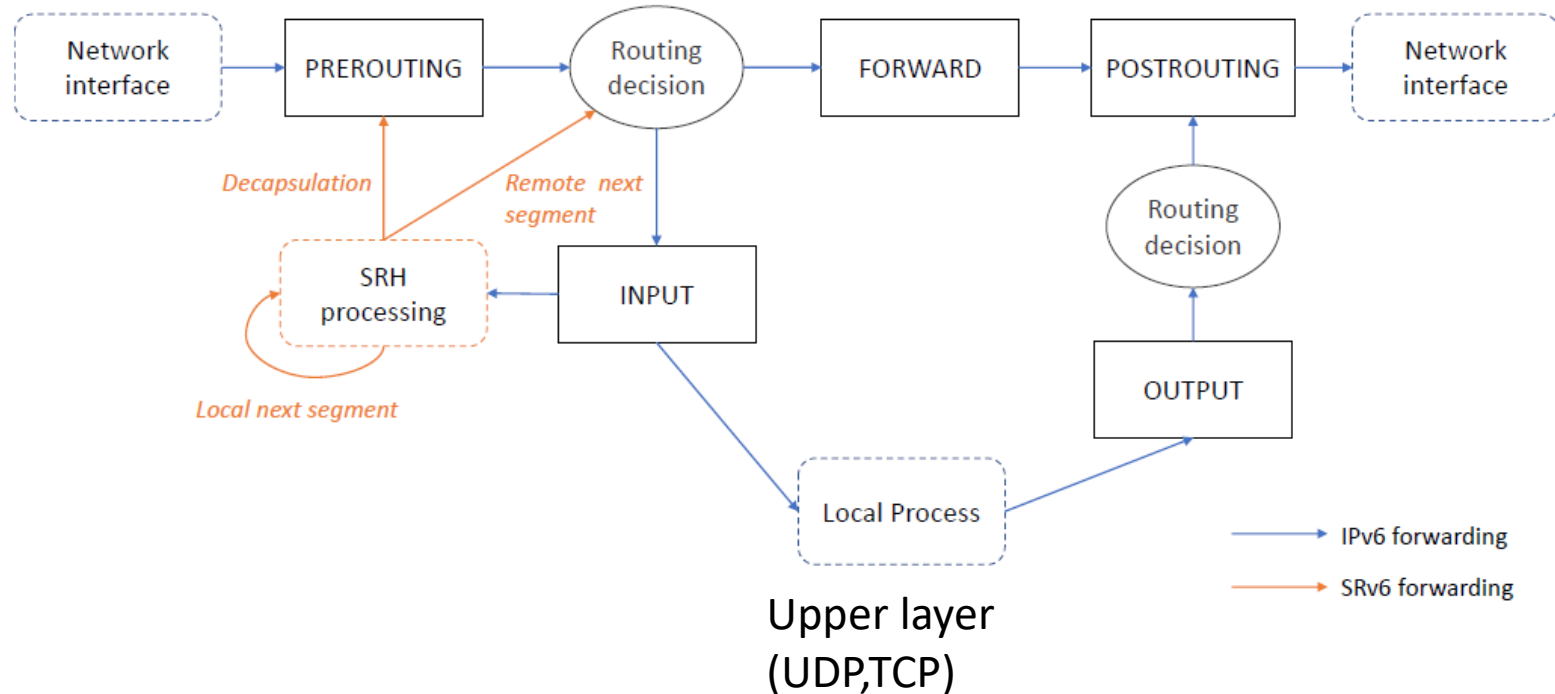 Network
interface
PREROUTING
Routing
decision
FORWARD
POSTROUTING
Network
interface
Decapsulation
Remote next
segment
Routing
decision
SRH
processing
INPUT
OUTPUT
Local next segment
Local Process
IPv6 forwarding
SRv6 forwarding
Upper layer
(UDP,TCP)